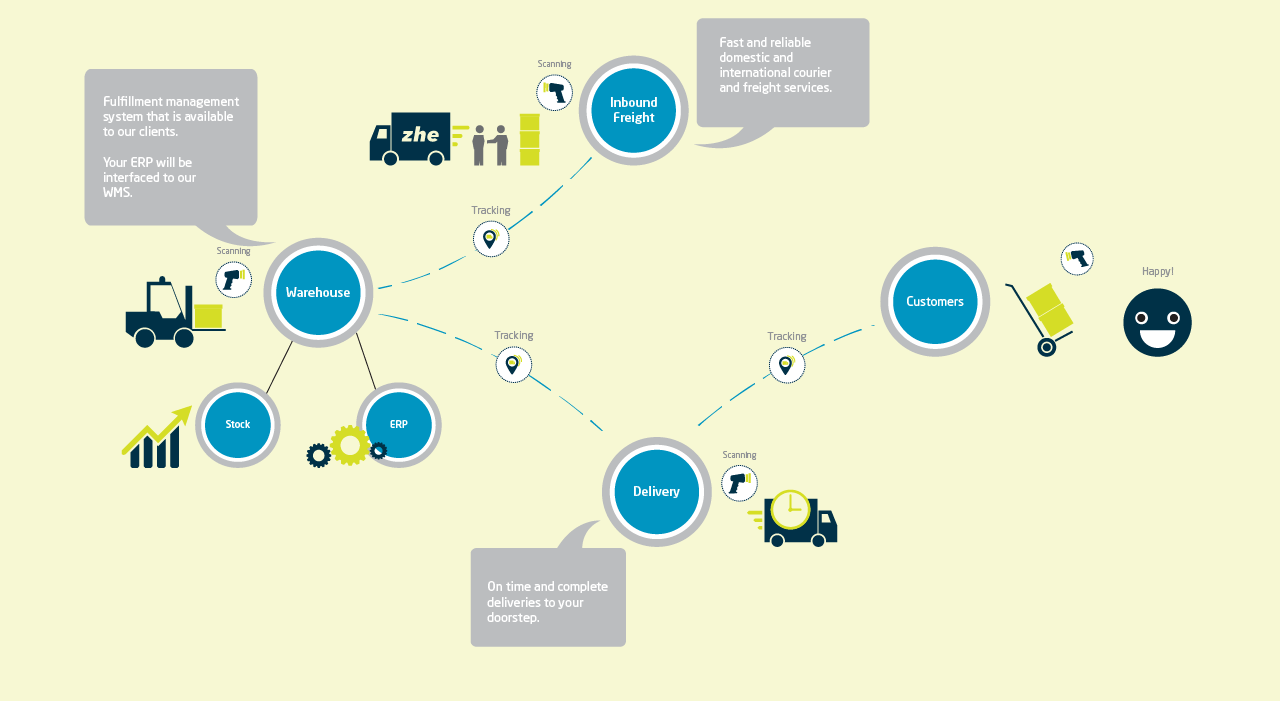 Fast and reliable
domestic and
international courier
and freight services.
Scanning
Inbound
Freight
zhe
Fulfillment management
system that is available
to our clients.
Your ERP will be
interfaced to our
WMS.
Tracking
Scanning
Warehouse
Happy!
Customers
Tracking
Tracking
Stock
ERP
Scanning
Delivery
On time and complete
deliveries to your
doorstep.